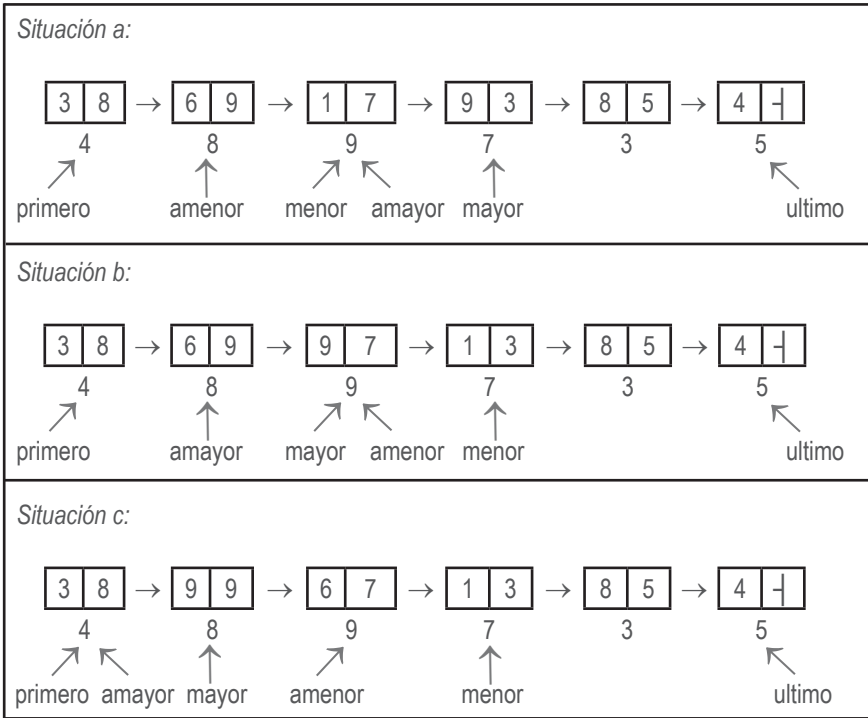 Situación a:
3 8 → 6 9 → 1 7 → 9 3 → 8 5 → 4 ⊣
4 8 9 7 3 5
primero amenor menor amayor mayor ultimo
Situación b:
3 8 → 6 9 → 9 7 → 1 3 → 8 5 → 4 ⊣
4 8 9 7 3 5
primero amayor mayor amenor menor ultimo
Situación c:
3 8 → 9 9 → 6 7 → 1 3 → 8 5 → 4 ⊣
4 8 9 7 3 5
primero amayor mayor amenor menor ultimo